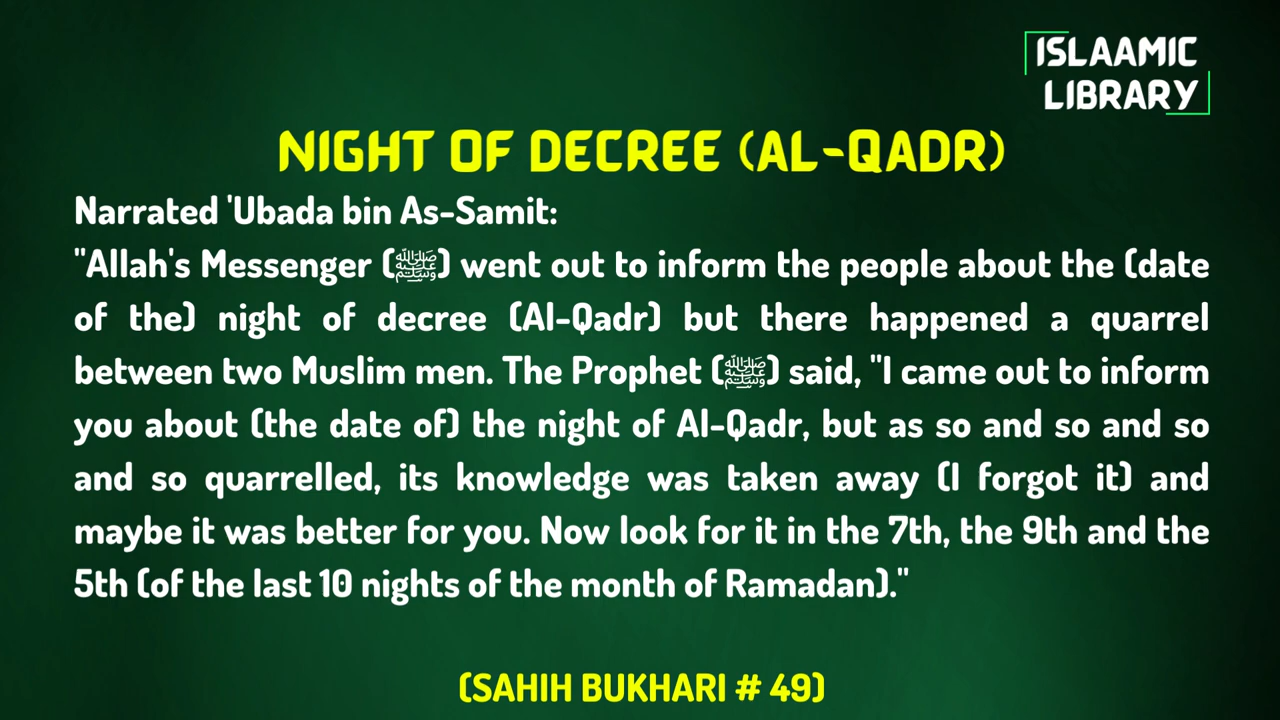 ISLAAMIC
LIBRARY
NIGHT OF DECREE (AL-QADR)
Narrated 'Ubada bin As-Samit:
"Allah's Messenger (ﷺ) went out to inform the people about the (date
of the) night of decree (Al-Qadr) but there happened a quarrel
between two Muslim men. The Prophet (ﷺ) said, "I came out to inform
you about (the date of) the night of Al-Qadr, but as so and so and so
and so quarrelled, its knowledge was taken away (I forgot it) and
maybe it was better for you. Now look for it in the 7th, the 9th and the
5th (of the last 10 nights of the month of Ramadan)."
(SAHIH BUKHARI # 49)